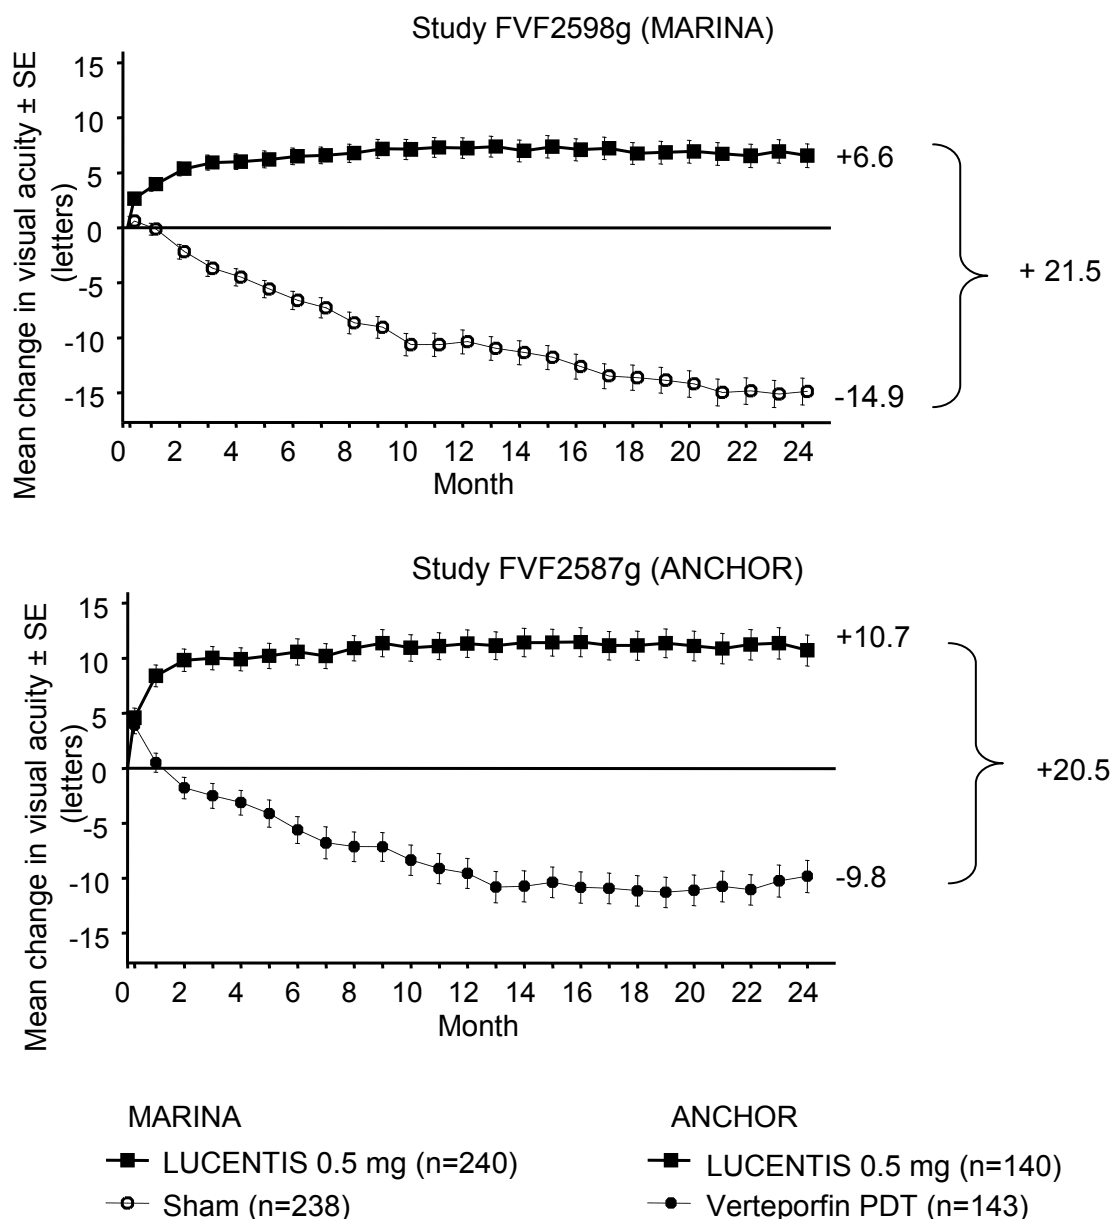 Study FVF2598g (MARINA)
Mean change in visual acuity ± SE
(letters)
15
10
5
0
-5
-10
-15
+6.6
+ 21.5
-14.9
0 2 4 6 8 10 12 14 16 18 20 22 24
Month
Study FVF2587g (ANCHOR)
Mean change in visual acuity ± SE
(letters)
15
10
5
0
-5
-10
-15
+10.7
+20.5
-9.8
0 2 4 6 8 10 12 14 16 18 20 22 24
Month
MARINA
LUCENTIS 0.5 mg (n=240)
Sham (n=238)
ANCHOR
LUCENTIS 0.5 mg (n=140)
Verteporfin PDT (n=143)